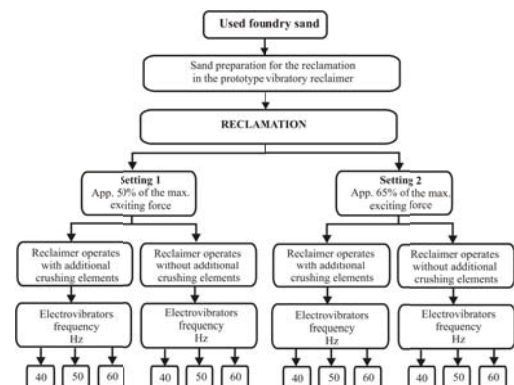 Used foundry sand
Sand preparation for the reclamation
in the prototype vibratory reclaimer
RECLAMATION
Setting 1
App. 50% of the max.
exciting force
Setting 2
App. 65% of the max.
exciting force
Reclaimer operates
with additional
crushing elements
Reclaimer operates
without additional
crushing elements
Reclaimer operates
with additional
crushing elements
Reclaimer operates
without additional
crushing elements
Electrovibrators
frequency
Hz
Electrovibrators
frequency
Hz
Electrovibrators
frequency
Hz
Electrovibrators
frequency
Hz
40 50 60 40 50 60 40 50 60 40 50 60